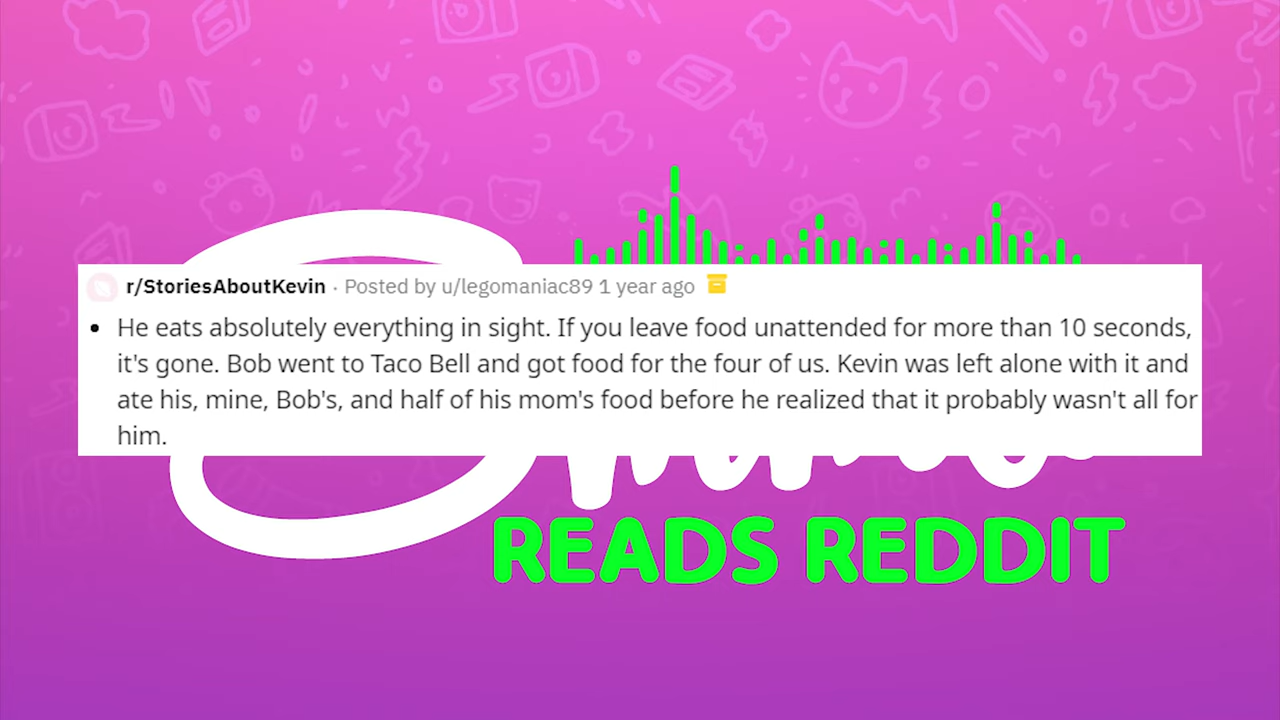 r/StoriesAboutKevin · Posted by u/legomaniac89 1 year ago
• He eats absolutely everything in sight. If you leave food unattended for more than 10 seconds,
it's gone. Bob went to Taco Bell and got food for the four of us. Kevin was left alone with it and
ate his, mine, Bob's, and half of his mom's food before he realized that it probably wasn't all for
him.
READS REDDIT